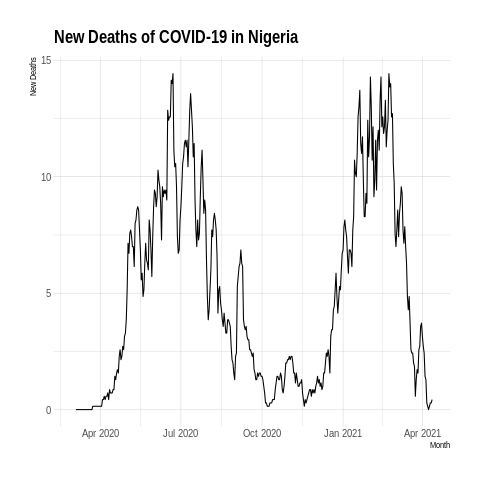 New Deaths of COVID-19 in Nigeria
New Deaths
15
10
5
0
Apr 2020 Jul 2020 Oct 2020 Jan 2021 Apr 2021
Month